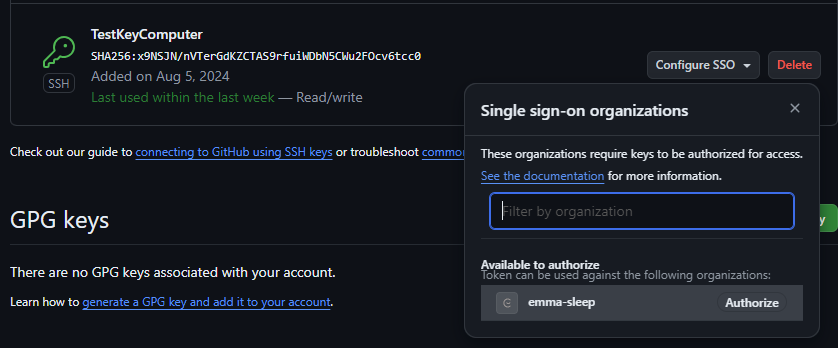 TestKeyComputer
SHA256:x9NSJN/nVTerGdKZCTAS9rfuiWDbN5CWu2FOcv6tcc0
SSH
Added on Aug 5, 2024
Last used within the last week — Read/write
Configure SSO
Delete
Check out our guide to connecting to GitHub using SSH keys or troubleshoot
GPG keys
There are no GPG keys associated with your account.
Learn how to generate a GPG key and add it to your account.
Single sign-on organizations
These organizations require keys to be authorized for access.
See the documentation for more information.
Filter by organization
Available to authorize
Token can be used against the following organizations:
emma-sleep
Authorize